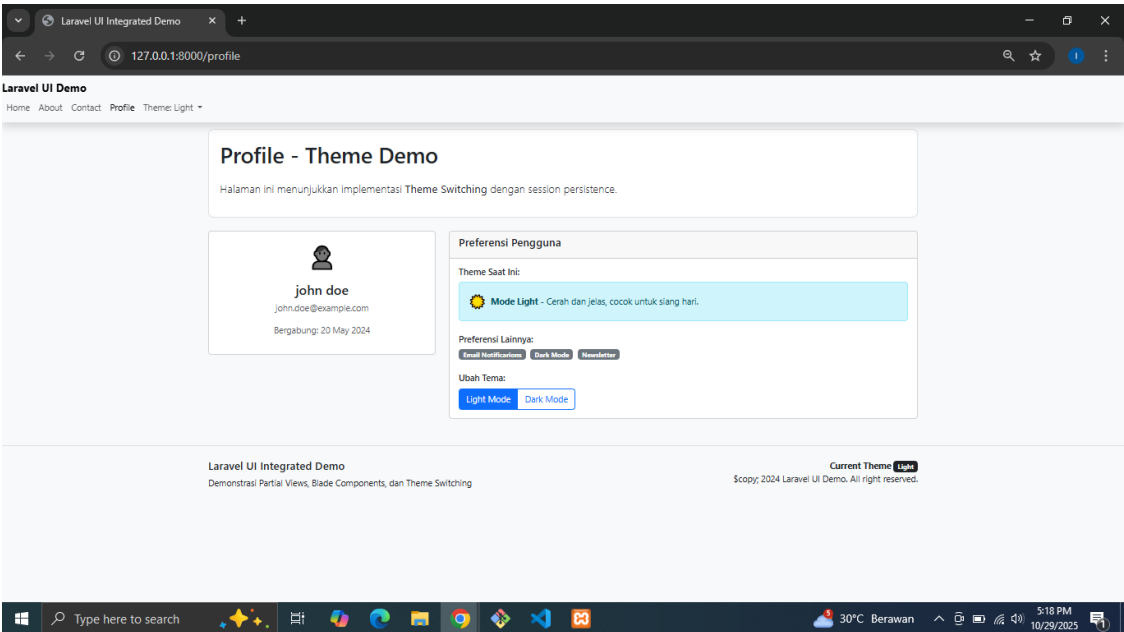 Laravel UI Integrated Demo
127.0.0.1:8000/profile
I
Laravel UI Demo
Home About Contact Profile Theme: Light
Profile - Theme Demo
Halaman ini menunjukkan implementasi Theme Switching dengan session persistence.
john doe
john.doe@example.com
Bergabung: 20 May 2024
Preferensi Pengguna
Theme Saat Ini:
Mode Light - Cerah dan jelas, cocok untuk siang hari.
Preferensi Lainnya:
Email Notifications Dark Mode Newsletter
Ubah Tema:
Light Mode Dark Mode
Laravel UI Integrated Demo
Demonstrasi Partial Views, Blade Components, dan Theme Switching
Current Theme Light
$copy; 2024 Laravel UI Demo. All right reserved.
Type here to search
5
30°C Berawan
5:18 PM
10/29/2025
1